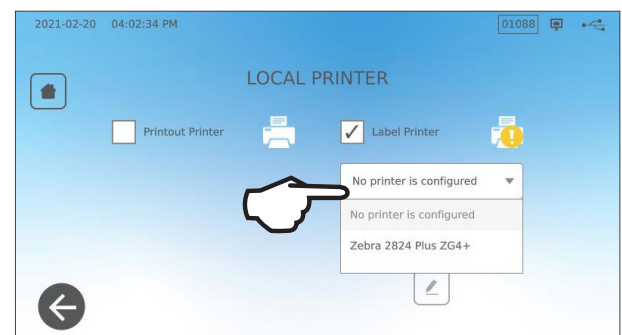 2021-02-20 04:02:34 PM 01088
LOCAL PRINTER
Printout Printer Label Printer
No printer is configured
No printer is configured
Zebra 2824 Plus ZG4+